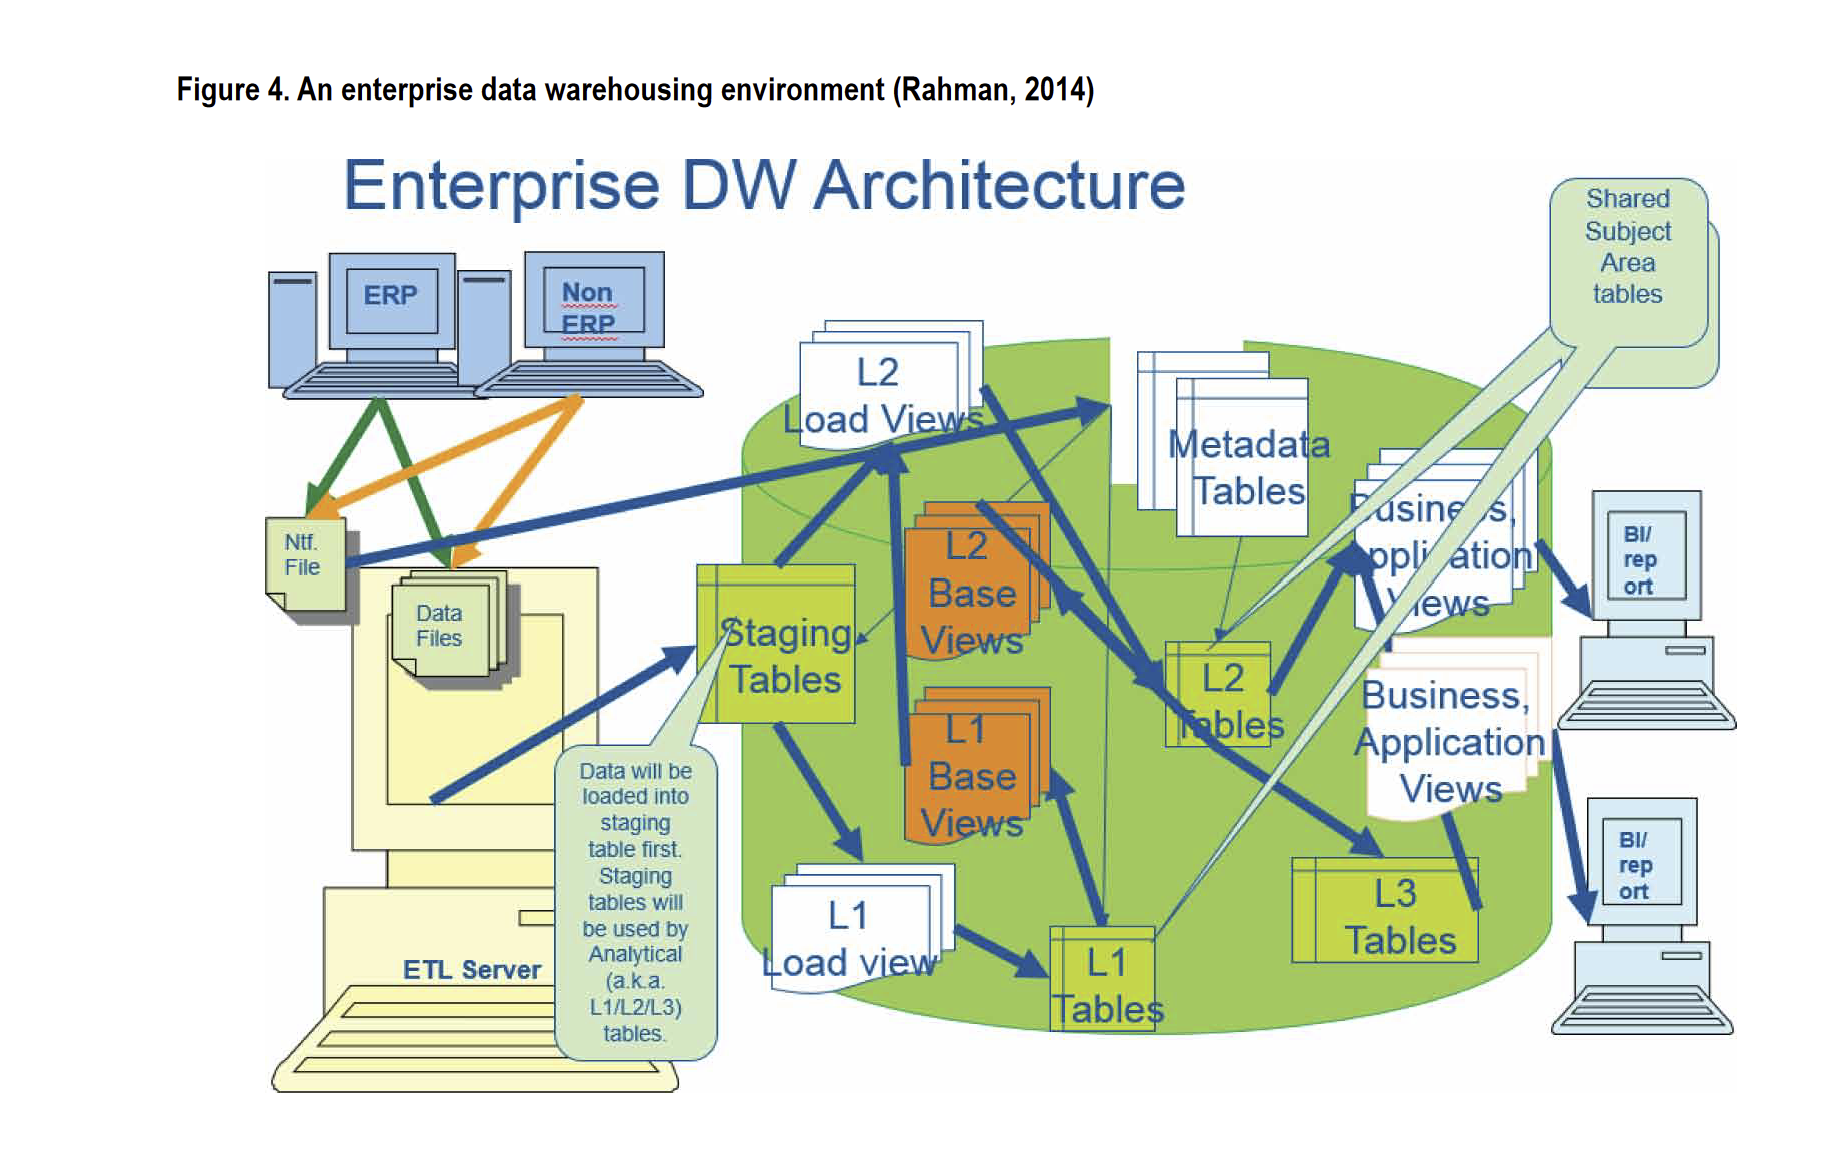 Figure 4. An enterprise data warehousing environment (Rahman, 2014)
Enterprise DW Architecture
Shared
Subject
Area
tables
ERP
Non
ERP
L2
Load Views
Metadata
Tables
Business,
Application
Views
BI/
rep
ort
Ntf.
File
Data
Files
L2
Base
Views
Staging
Tables
L2
Tables
Business,
Application
Views
L1
Base
Views
Data will be
loaded into
staging
table first.
Staging
tables will
be used by
Analytical
(a.k.a.
L1/L2/L3)
tables.
BI/
rep
ort
L3
Tables
L1
Load view
L1
Tables
ETL Server